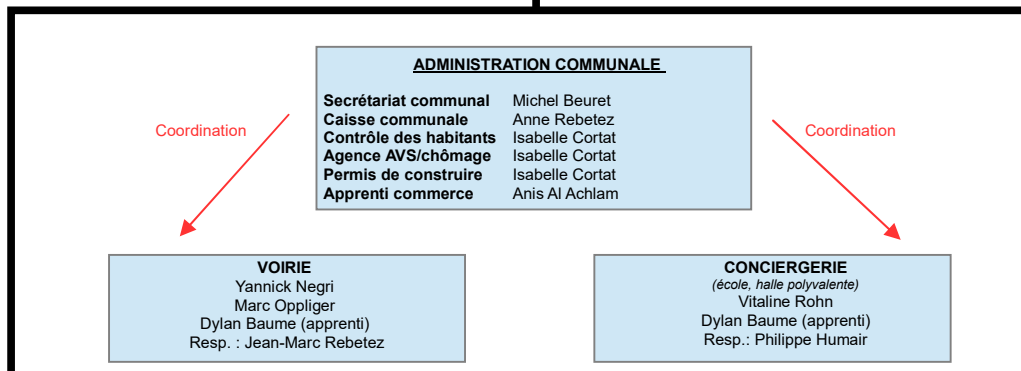 ADMINISTRATION COMMUNALE
Secrétariat communal Michel Beuret
Caisse communale Anne Rebetez
Contrôle des habitants Isabelle Cortat
Agence AVS/chômage Isabelle Cortat
Permis de construire Isabelle Cortat
Apprenti commerce Anis Al Achlam
Coordination
Coordination
VOIRIE
Yannick Negri
Marc Oppliger
Dylan Baume (apprenti)
Resp. : Jean-Marc Rebetez
CONCIERGERIE
(école, halle polyvalente)
Vitaline Rohn
Dylan Baume (apprenti)
Resp.: Philippe Humair